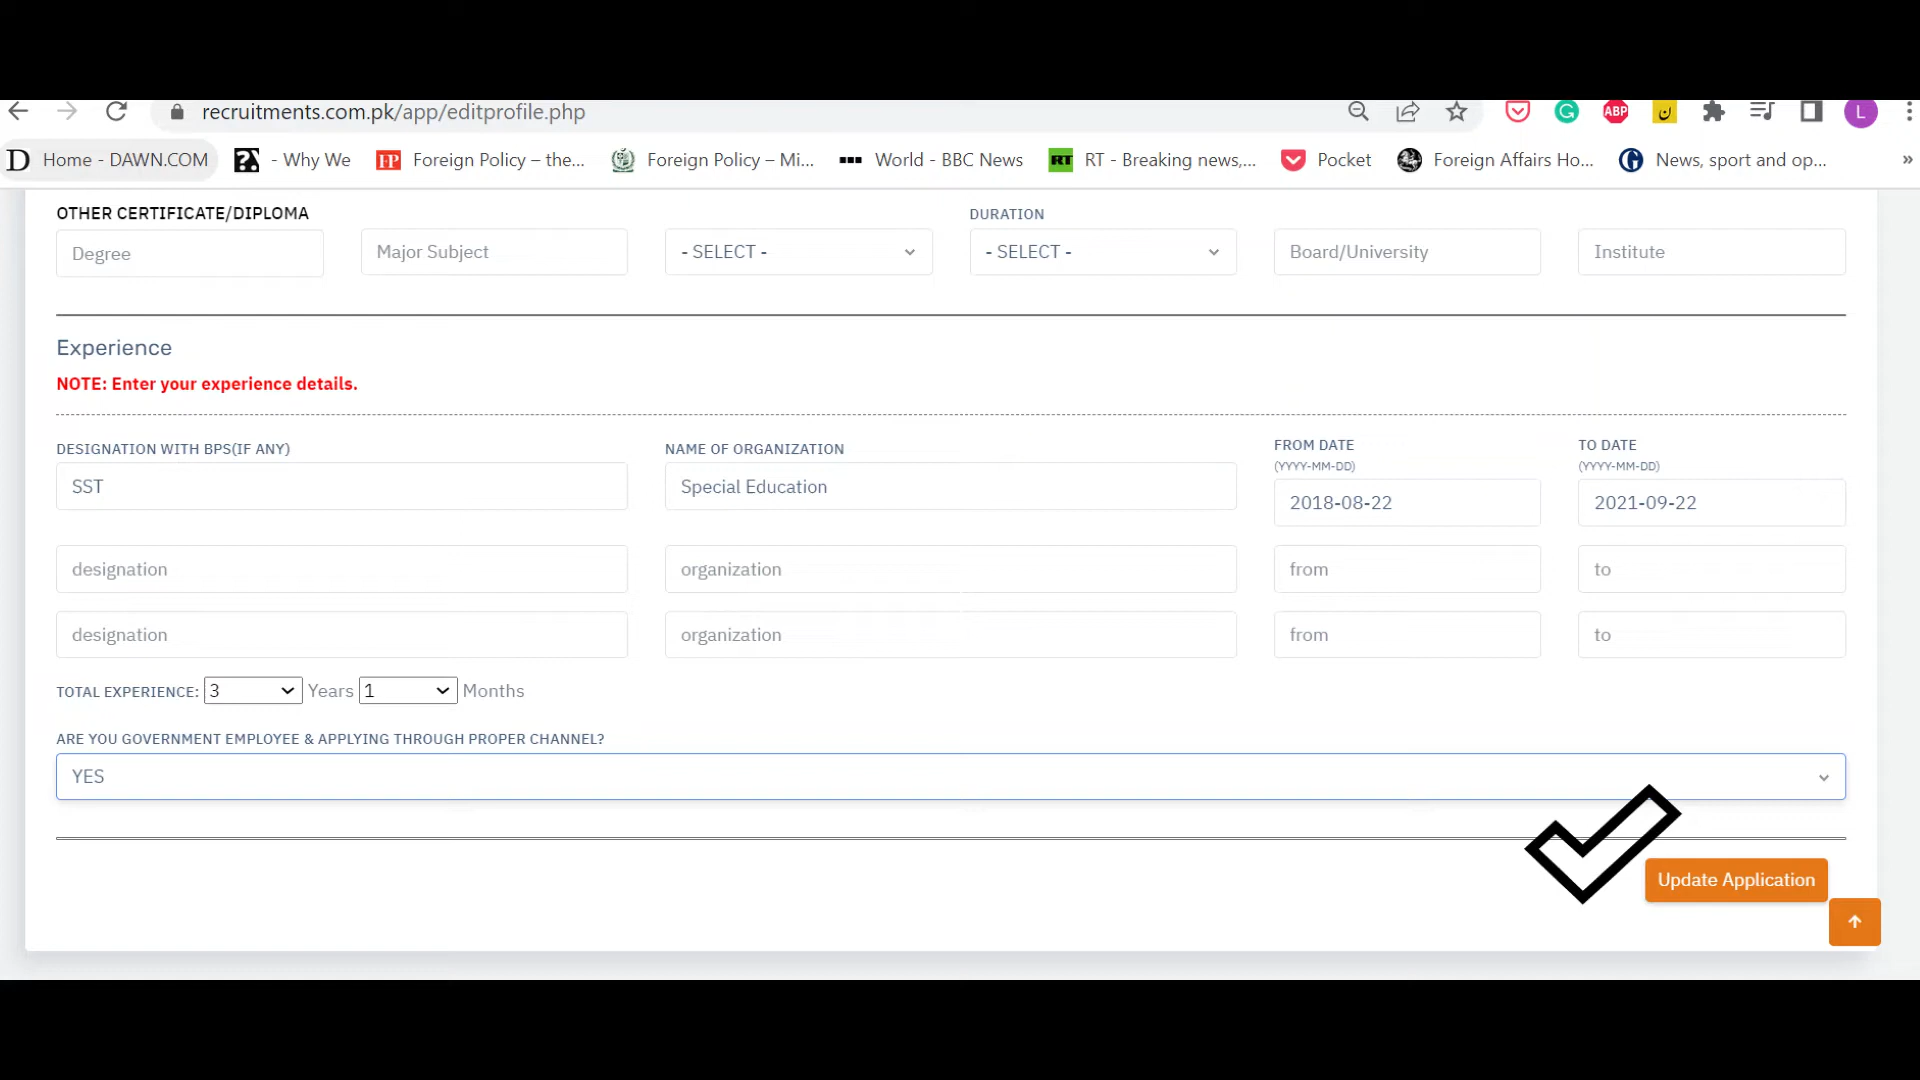 recruitments.com.pk/app/editprofile.php
ABP
ن
L
D Home - DAWN.COM
?? - Why We
FP Foreign Policy – the...
Foreign Policy – Mi...
World - BBC News
RT RT - Breaking news,...
Pocket
Foreign Affairs Ho...
News, sport and op...
»
OTHER CERTIFICATE/DIPLOMA
DURATION
Degree
Major Subject
- SELECT -
- SELECT -
Board/University
Institute
Experience
NOTE: Enter your experience details.
DESIGNATION WITH BPS(IF ANY)
NAME OF ORGANIZATION
FROM DATE
(YYYY-MM-DD)
TO DATE
(YYYY-MM-DD)
SST
Special Education
2018-08-22
2021-09-22
designation
organization
from
to
designation
organization
from
to
TOTAL EXPERIENCE: 3 Years 1 Months
ARE YOU GOVERNMENT EMPLOYEE & APPLYING THROUGH PROPER CHANNEL?
YES
Update Application